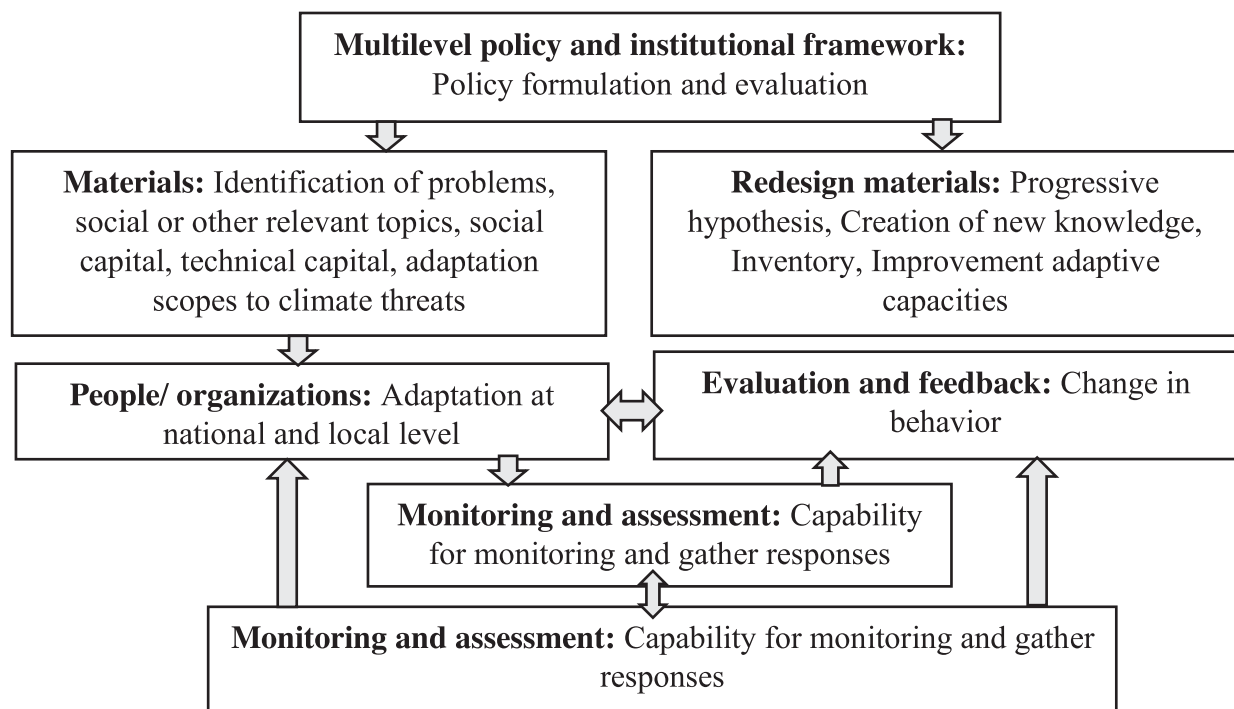 Multilevel policy and institutional framework:
Policy formulation and evaluation
Materials: Identification of problems,
social or other relevant topics, social
capital, technical capital, adaptation
scopes to climate threats
Redesign materials: Progressive
hypothesis, Creation of new knowledge,
Inventory, Improvement adaptive
capacities
People/ organizations: Adaptation at
national and local level
Evaluation and feedback: Change in
behavior
Monitoring and assessment: Capability
for monitoring and gather responses
Monitoring and assessment: Capability for monitoring and gather
responses